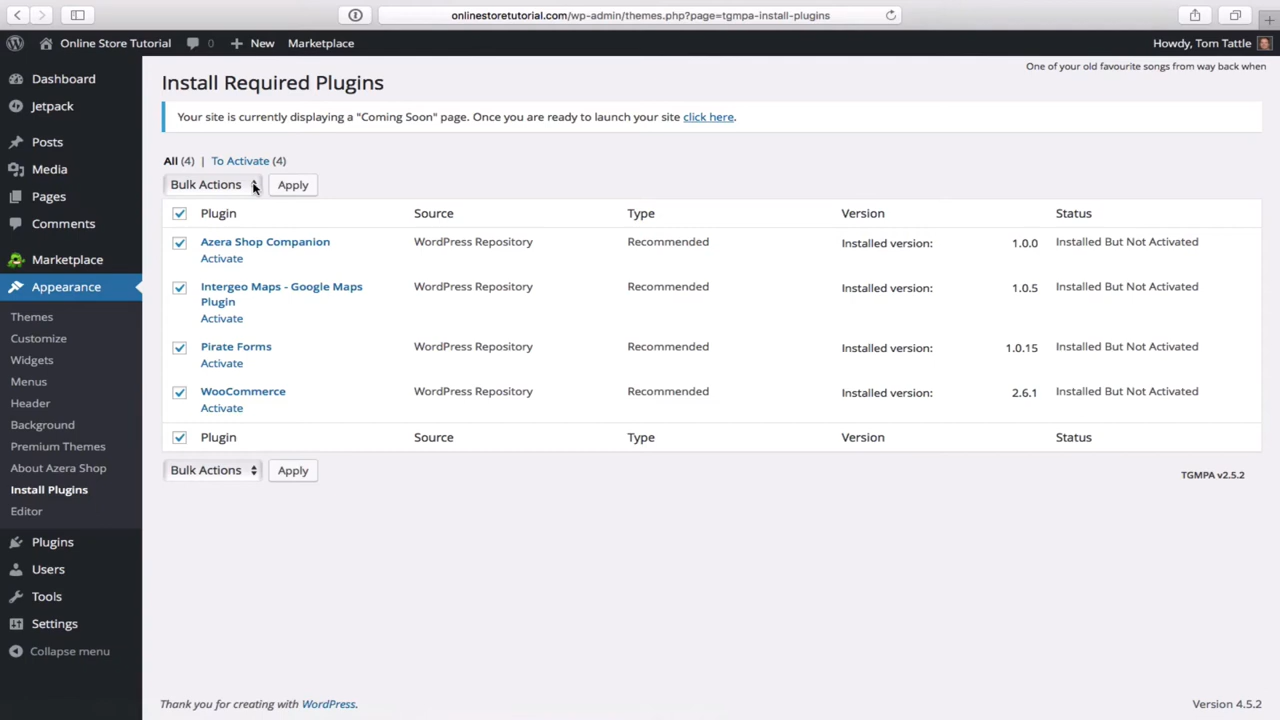 onlinestoretutorial.com/wp-admin/themes.php?page=tgmpa-install-plugins
Online Store Tutorial 0 New Marketplace Howdy, Tom Tattle
One of your old favourite songs from way back when
Dashboard
Jetpack
Posts
Media
Pages
Comments
Marketplace
Appearance
Themes
Customize
Widgets
Menus
Header
Background
Premium Themes
About Azera Shop
Install Plugins
Editor
Plugins
Users
Tools
Settings
Collapse menu
Install Required Plugins
Your site is currently displaying a "Coming Soon" page. Once you are ready to launch your site click here.
All (4) | To Activate (4)
Bulk Actions Apply
Plugin Source Type Version Status
Azera Shop Companion WordPress Repository Recommended Installed version: 1.0.0 Installed But Not Activated
Activate
Intergeo Maps - Google Maps WordPress Repository Recommended Installed version: 1.0.5 Installed But Not Activated
Plugin
Activate
Pirate Forms WordPress Repository Recommended Installed version: 1.0.15 Installed But Not Activated
Activate
WooCommerce WordPress Repository Recommended Installed version: 2.6.1 Installed But Not Activated
Activate
Plugin Source Type Version Status
Bulk Actions Apply
TGMPA v2.5.2
Thank you for creating with WordPress. Version 4.5.2